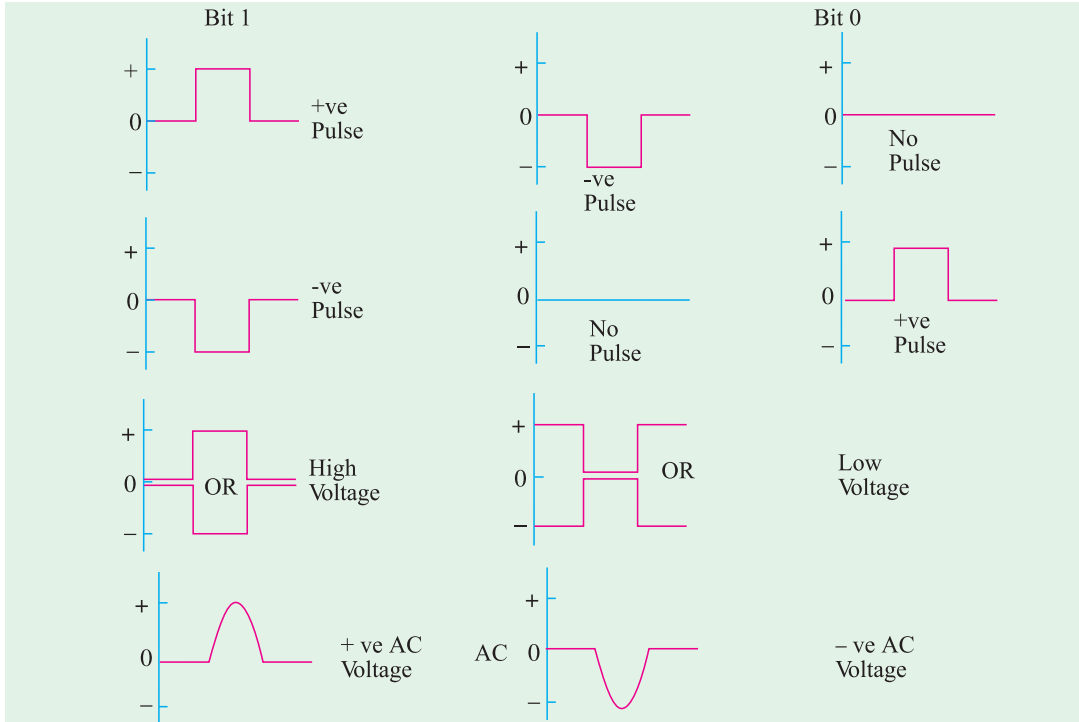 Bit 1
Bit 0
+
0
−
+ve
Pulse
+
0
−
-ve
Pulse
+
0
−
No
Pulse
+
0
−
-ve
Pulse
+
0
−
No
Pulse
+
0
−
+ve
Pulse
+
0
−
OR
High
Voltage
+
0
−
OR
Low
Voltage
+
0
−
+ ve AC
Voltage
AC
+
0
−
– ve AC
Voltage